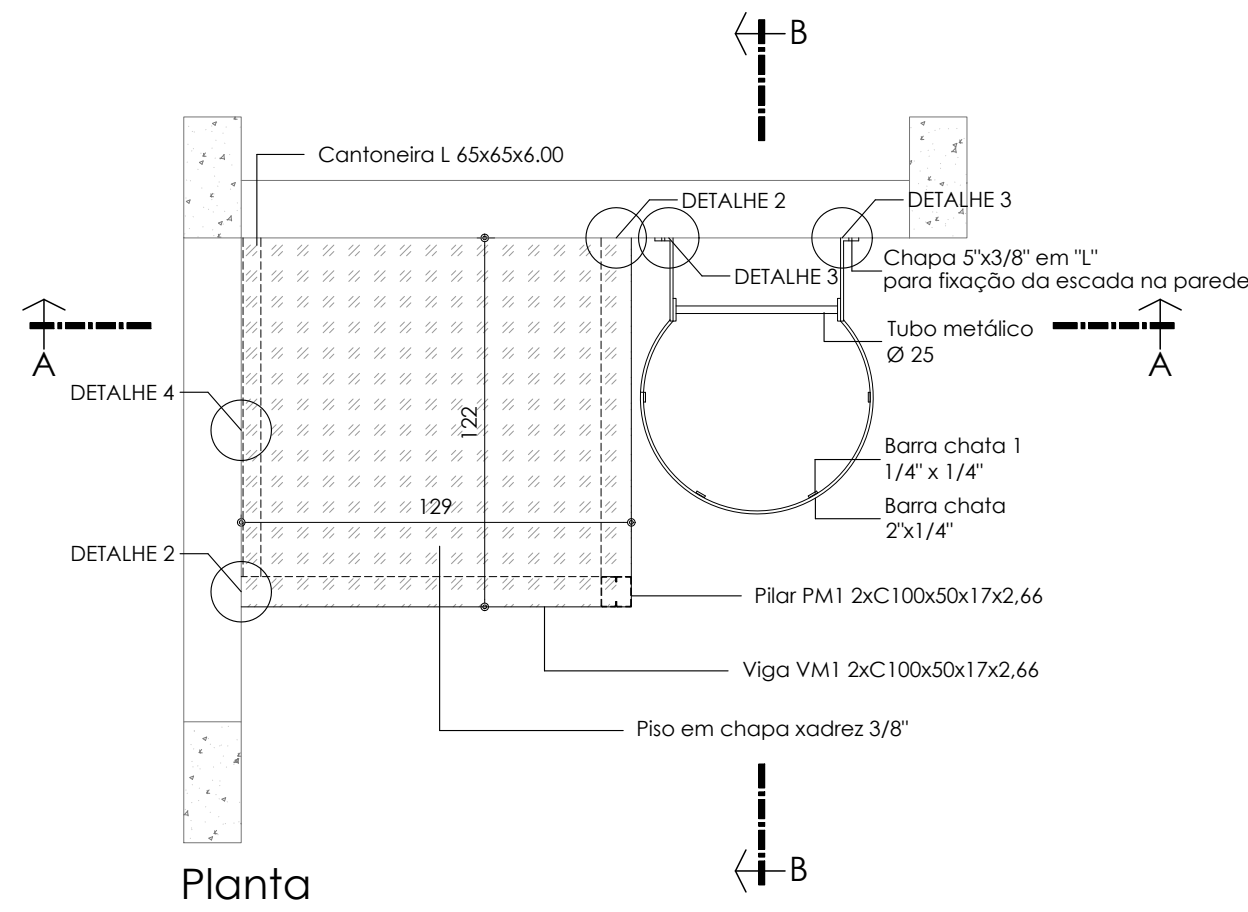 B
Cantoneira L 65x65x6.00
DETALHE 2
DETALHE 3
DETALHE 3
Chapa 5"x3/8" em "L"
para fixação da escada na parede
Tubo metálico
Ø 25
A
A
DETALHE 4
122
Barra chata 1
1/4" x 1/4"
129
Barra chata
2"x1/4"
DETALHE 2
Pilar PM1 2xC100x50x17x2,66
Viga VM1 2xC100x50x17x2,66
Piso em chapa xadrez 3/8"
B
Planta